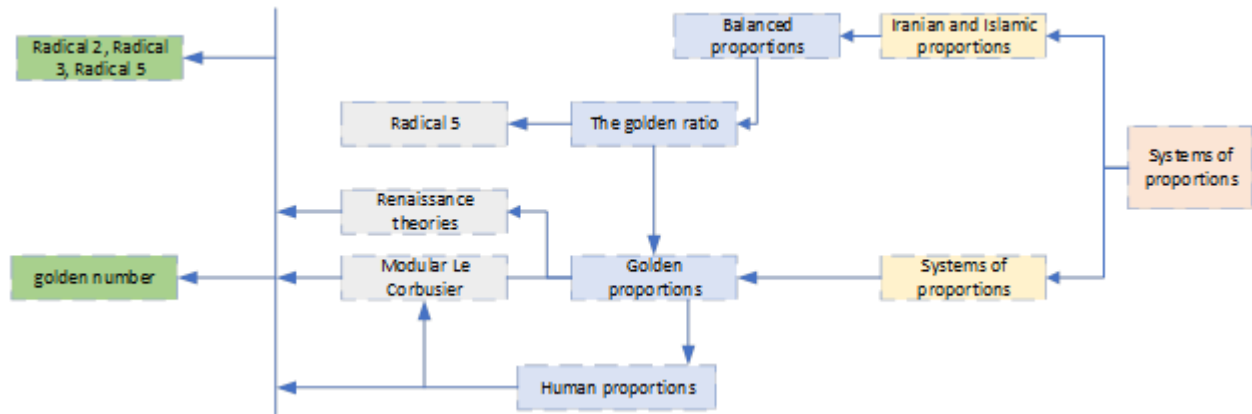 Balanced
proportions
Iranian and Islamic
proportions
Radical 2, Radical
3, Radical 5
Radical 5
The golden ratio
Systems of
proportions
Renaissance
theories
golden number
Modular Le
Corbusier
Golden
proportions
Systems of
proportions
Human proportions